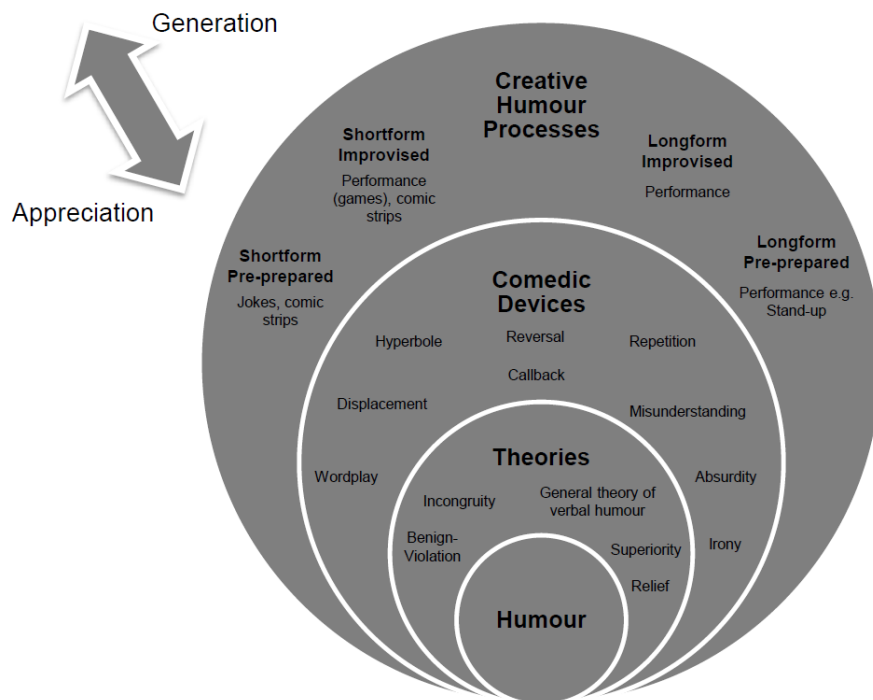 Generation
Appreciation
Creative
Humour
Processes
Shortform
Improvised
Performance
(games), comic
strips
Longform
Improvised
Performance
Shortform
Pre-prepared
Jokes, comic
strips
Longform
Pre-prepared
Performance e.g.
Stand-up
Comedic
Devices
Hyperbole
Reversal
Repetition
Callback
Displacement
Misunderstanding
Wordplay
Absurdity
Irony
Theories
Incongruity
General theory of
verbal humour
Benign-
Violation
Superiority
Relief
Humour